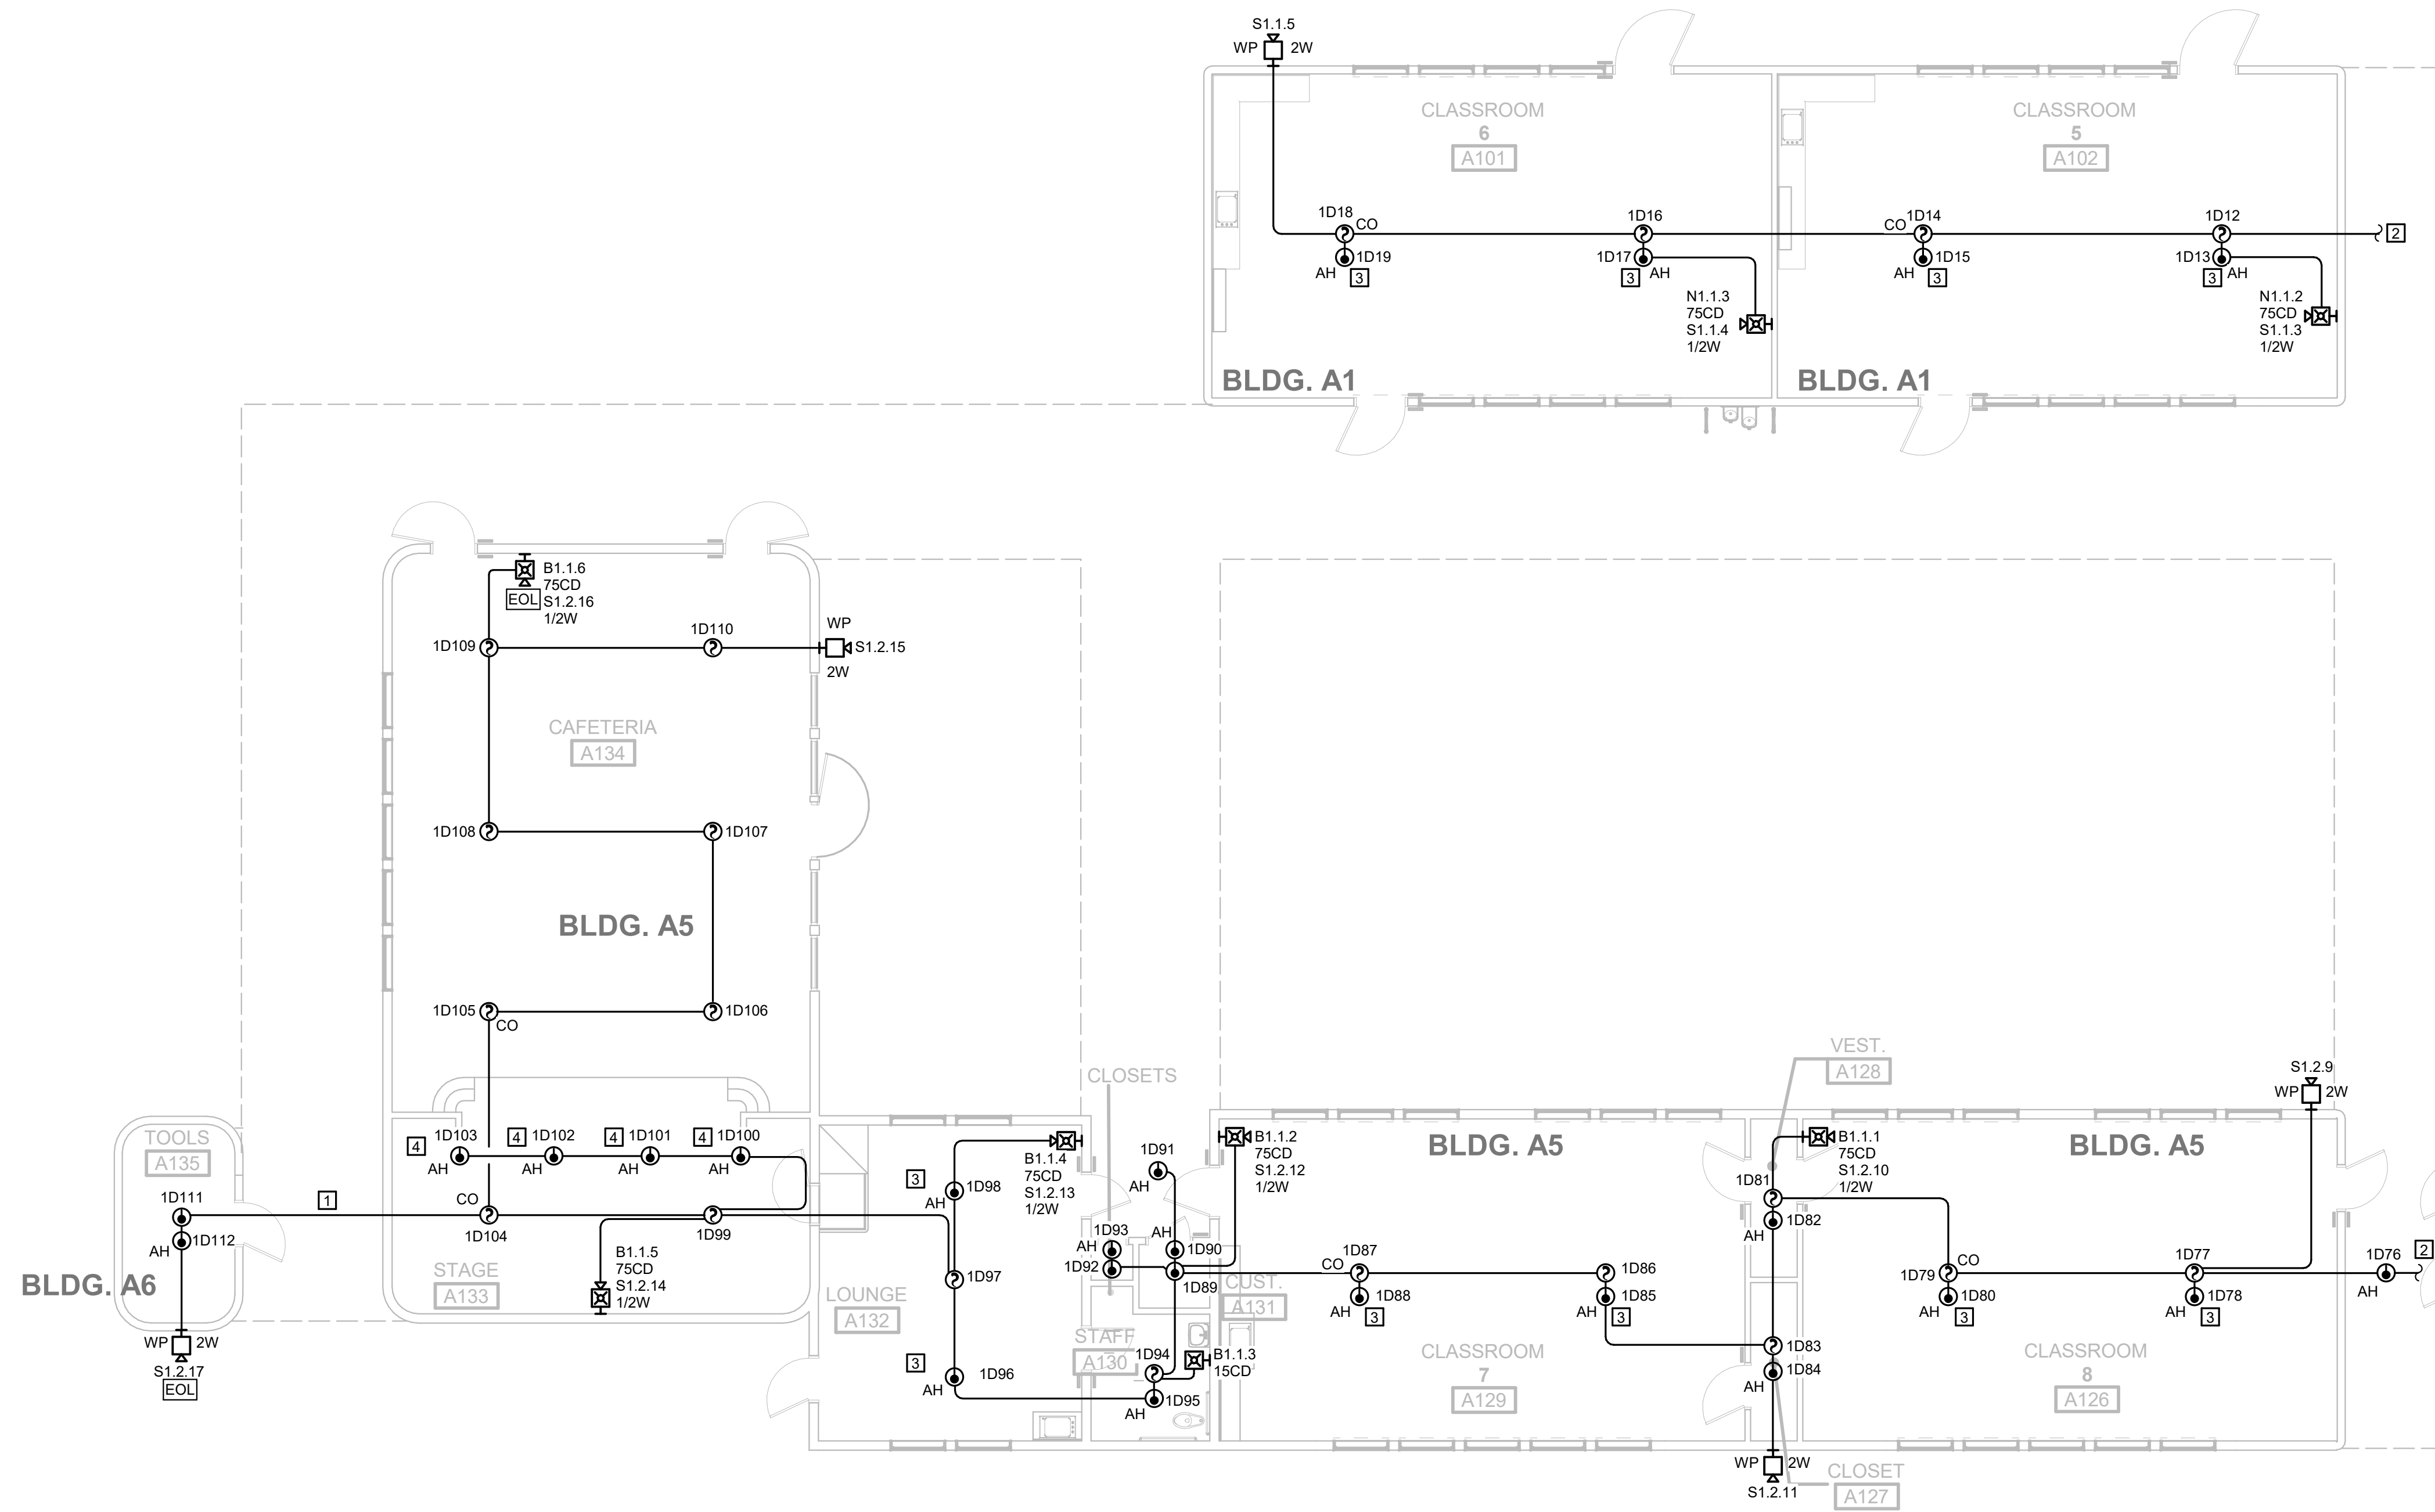 S1.1.5
WP 2W
CLASSROOM
6
A101
CLASSROOM
5
A102
1D18
CO
1D16
CO
1D14
1D12
2
1D19
AH
3
1D17
3
AH
1D15
AH
3
1D13
3
AH
N1.1.3
75CD
S1.1.4
1/2W
N1.1.2
75CD
S1.1.3
1/2W
BLDG. A1
BLDG. A1
B1.1.6
75CD
EOL
S1.2.16
1/2W
1D109
1D110
WP
S1.2.15
2W
CAFETERIA
A134
1D108
1D107
BLDG. A5
1D105
CO
1D106
VEST.
A128
CLOSETS
S1.2.9
WP 2W
TOOLS
A135
4
1D103
AH
4
1D102
AH
4
1D101
AH
4
1D100
AH
B1.1.4
75CD
S1.2.13
1/2W
1D91
AH
B1.1.2
75CD
S1.2.12
1/2W
BLDG. A5
B1.1.1
75CD
S1.2.10
1/2W
BLDG. A5
1D81
3
1D98
AH
1D111
1
CO
1D104
1D99
1D112
AH
1D93
AH
1D92
AH
1D90
1D89
1D82
AH
B1.1.5
75CD
S1.2.14
1/2W
STAGE
A133
BLDG. A6
1D97
LOUNGE
A132
CUST.
A131
CO
1D87
1D88
AH
3
1D86
1D85
AH
3
CO
1D79
1D80
AH
3
1D77
1D78
AH
3
1D76
AH
2
WP 2W
S1.2.17
EOL
3
1D96
AH
STAFF
A130
1D94
B1.1.3
15CD
1D95
AH
CLASSROOM
7
A129
1D83
1D84
AH
CLASSROOM
8
A126
WP 2W
S1.2.11
CLOSET
A127